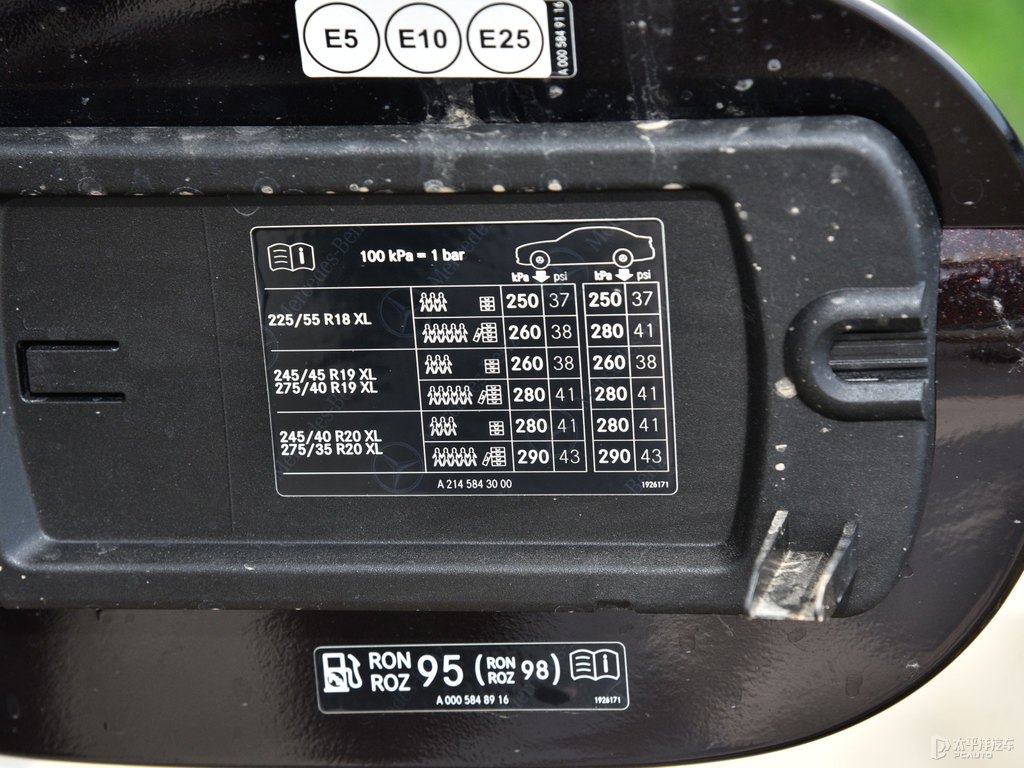 E5 E10 E25
A 000 584 91 16
100 kPa = 1 bar
kPa psi kPa psi
225/55 R18 XL
250 37 250 37
260 38 280 41
245/45 R19 XL
275/40 R19 XL
260 38 260 38
280 41 280 41
245/40 R20 XL
275/35 R20 XL
280 41 280 41
290 43 290 43
A 214 584 30 00 1926171
RON 95 (RON 98)
ROZ ROZ
A 000 584 89 16 1926171
太平洋汽车
PCAUTO